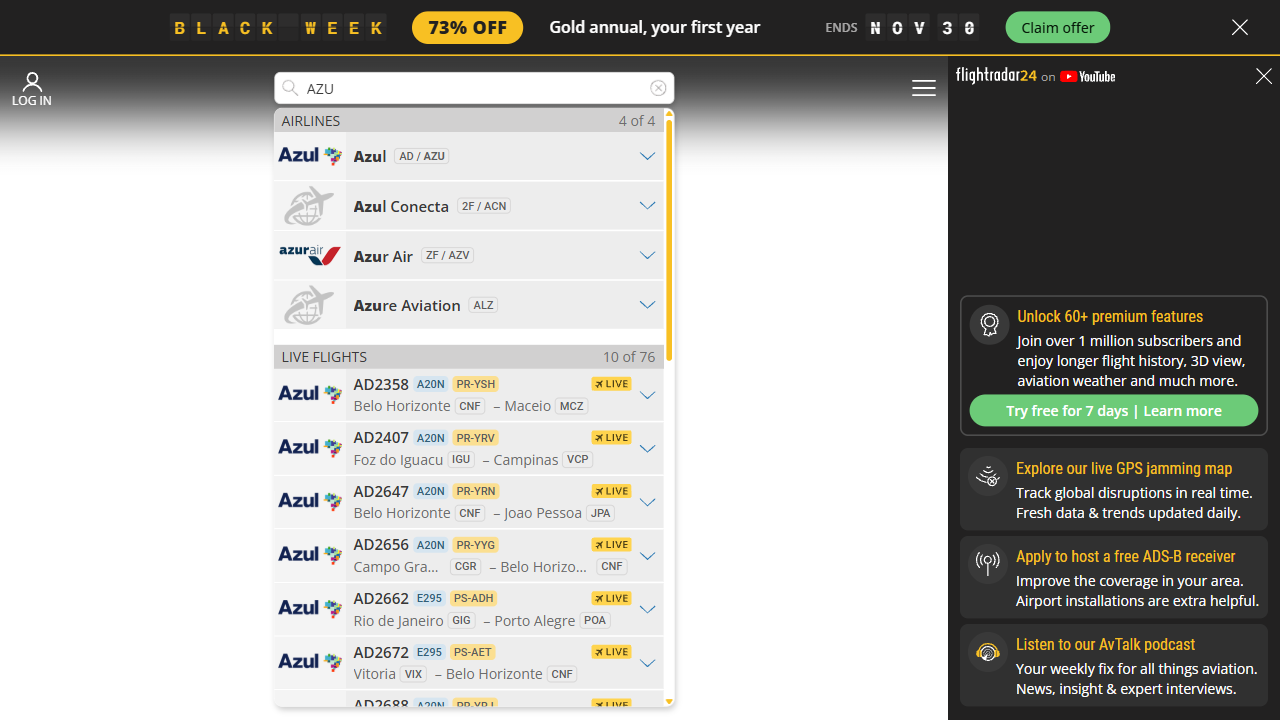 BLACK WEEK
73% OFF
Gold annual, your first year
ENDS NOV 30
Claim offer
LOG IN
AZU
flightradar24 on YouTube
AIRLINES 4 of 4
Azul Azul AD / AZU
Azul Conecta 2F / ACN
azurair Azur Air ZF / AZV
Azure Aviation ALZ
LIVE FLIGHTS 10 of 76
Azul AD2358 A20N PR-YSH LIVE
Belo Horizonte CNF – Maceio MCZ
Azul AD2407 A20N PR-YRV LIVE
Foz do Iguacu IGU – Campinas VCP
Azul AD2647 A20N PR-YRN LIVE
Belo Horizonte CNF – Joao Pessoa JPA
Azul AD2656 A20N PR-YYG LIVE
Campo Gra... CGR – Belo Horizo... CNF
Azul AD2662 E295 PS-ADH LIVE
Rio de Janeiro GIG – Porto Alegre POA
Azul AD2672 E295 PS-AET LIVE
Vitoria VIX – Belo Horizonte CNF
AD2688 A20N LIVE
Unlock 60+ premium features
Join over 1 million subscribers and
enjoy longer flight history, 3D view,
aviation weather and much more.
Try free for 7 days | Learn more
Explore our live GPS jamming map
Track global disruptions in real time.
Fresh data & trends updated daily.
Apply to host a free ADS-B receiver
Improve the coverage in your area.
Airport installations are extra helpful.
Listen to our AvTalk podcast
Your weekly fix for all things aviation.
News, insight & expert interviews.